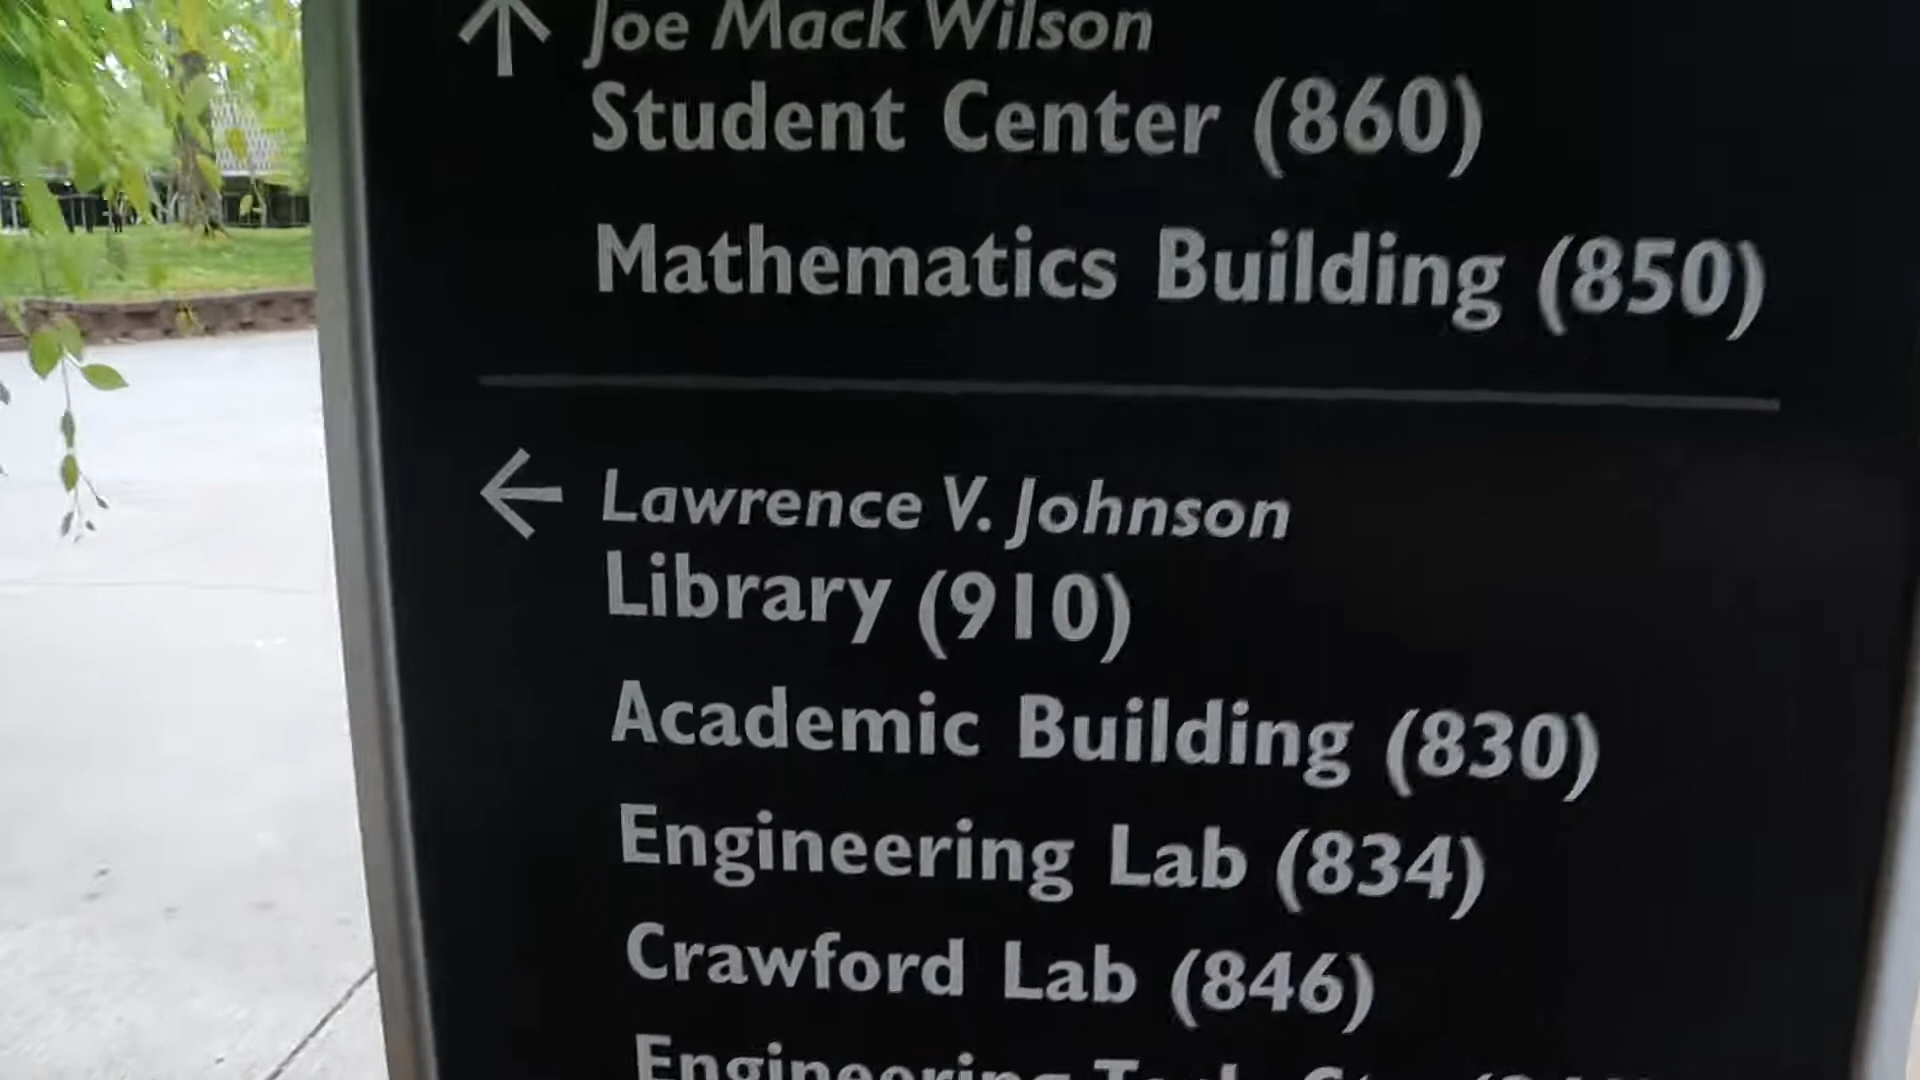 Joe Mack Wilson
Student Center (860)
Mathematics Building (850)
Lawrence V. Johnson
Library (910)
Academic Building (830)
Engineering Lab (834)
Crawford Lab (846)
Engineering